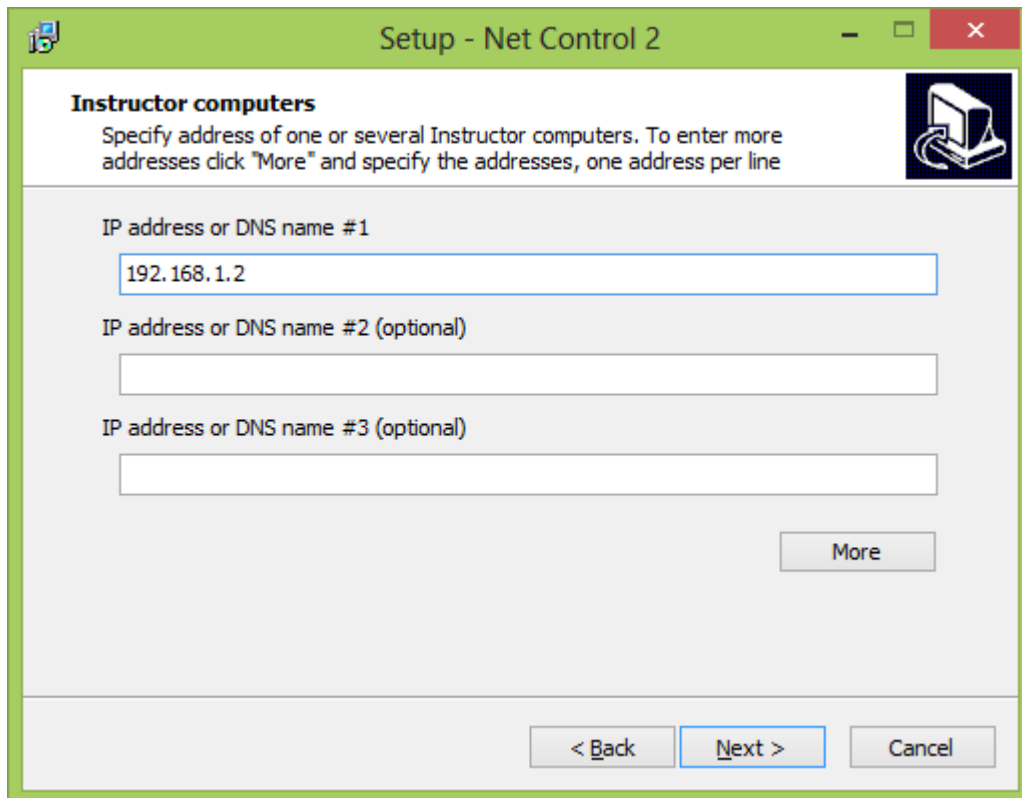 Setup - Net Control 2
Instructor computers
Specify address of one or several Instructor computers. To enter more
addresses click "More" and specify the addresses, one address per line
IP address or DNS name #1
192.168.1.2
IP address or DNS name #2 (optional)
IP address or DNS name #3 (optional)
More
< Back
Next >
Cancel